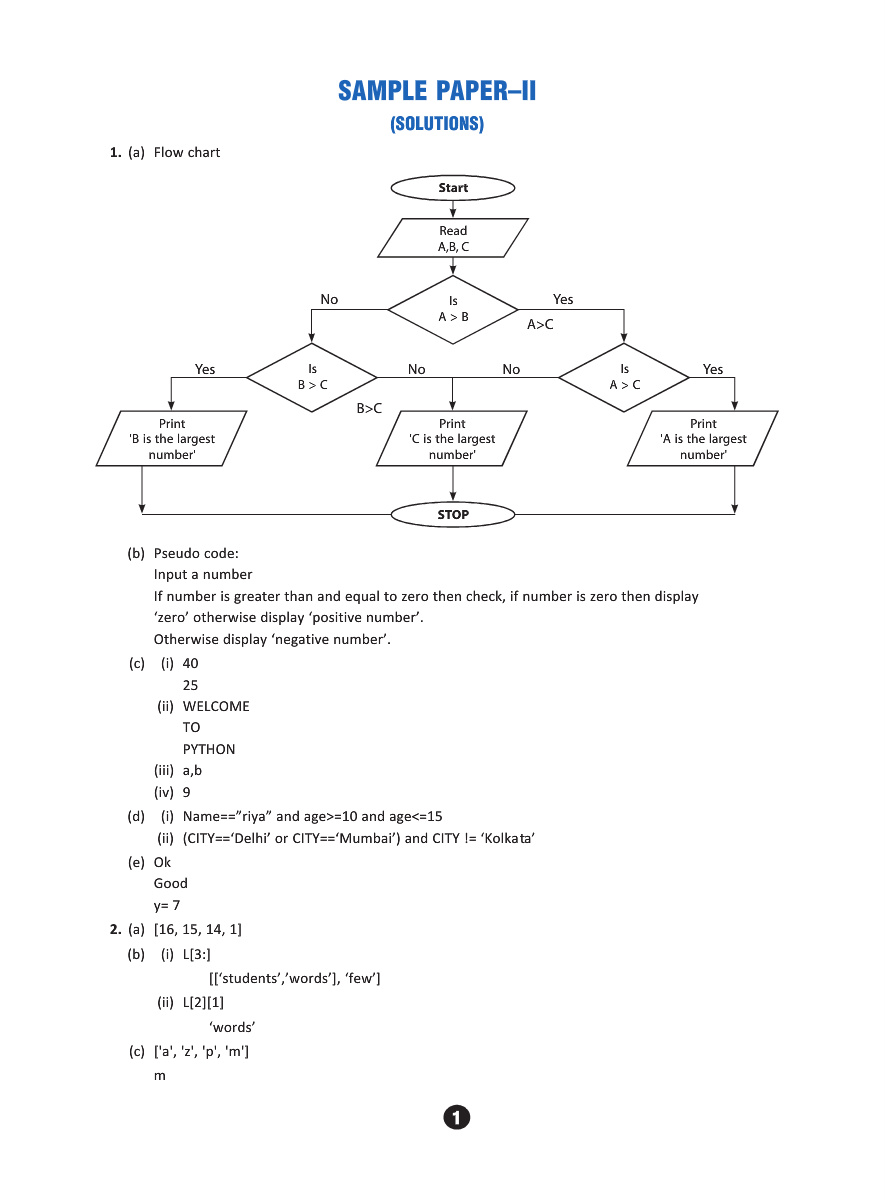 SAMPLE PAPER–II
(SOLUTIONS)
1. (a) Flow chart
Start
Read
A,B, C
Is
A > B
No
Yes
A>C
Is
B > C
Yes
No
B>C
Is
A > C
No
Yes
Print
'B is the largest
number'
Print
'C is the largest
number'
Print
'A is the largest
number'
STOP
(b) Pseudo code:
Input a number
If number is greater than and equal to zero then check, if number is zero then display
‘zero’ otherwise display ‘positive number’.
Otherwise display ‘negative number’.
(c) (i) 40
25
(ii) WELCOME
TO
PYTHON
(iii) a,b
(iv) 9
(d) (i) Name==”riya” and age>=10 and age<=15
(ii) (CITY==‘Delhi’ or CITY==‘Mumbai’) and CITY != ‘Kolkata’
(e) Ok
Good
y= 7
2. (a) [16, 15, 14, 1]
(b) (i) L[3:]
[[‘students’,’words’], ‘few’]
(ii) L[2][1]
‘words’
(c) ['a', 'z', 'p', 'm']
m
1